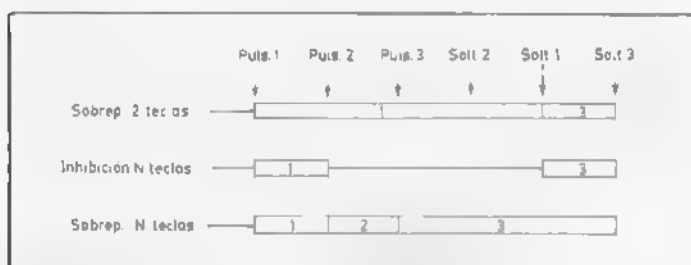 Puls. 1 Puls. 2 Puls. 3 Solt 2 Solt 1 Solt 3
Sobrep. 2 teclas 1 3
Inhibición N teclas 1 3
Sobrep. N teclas 1 2 3